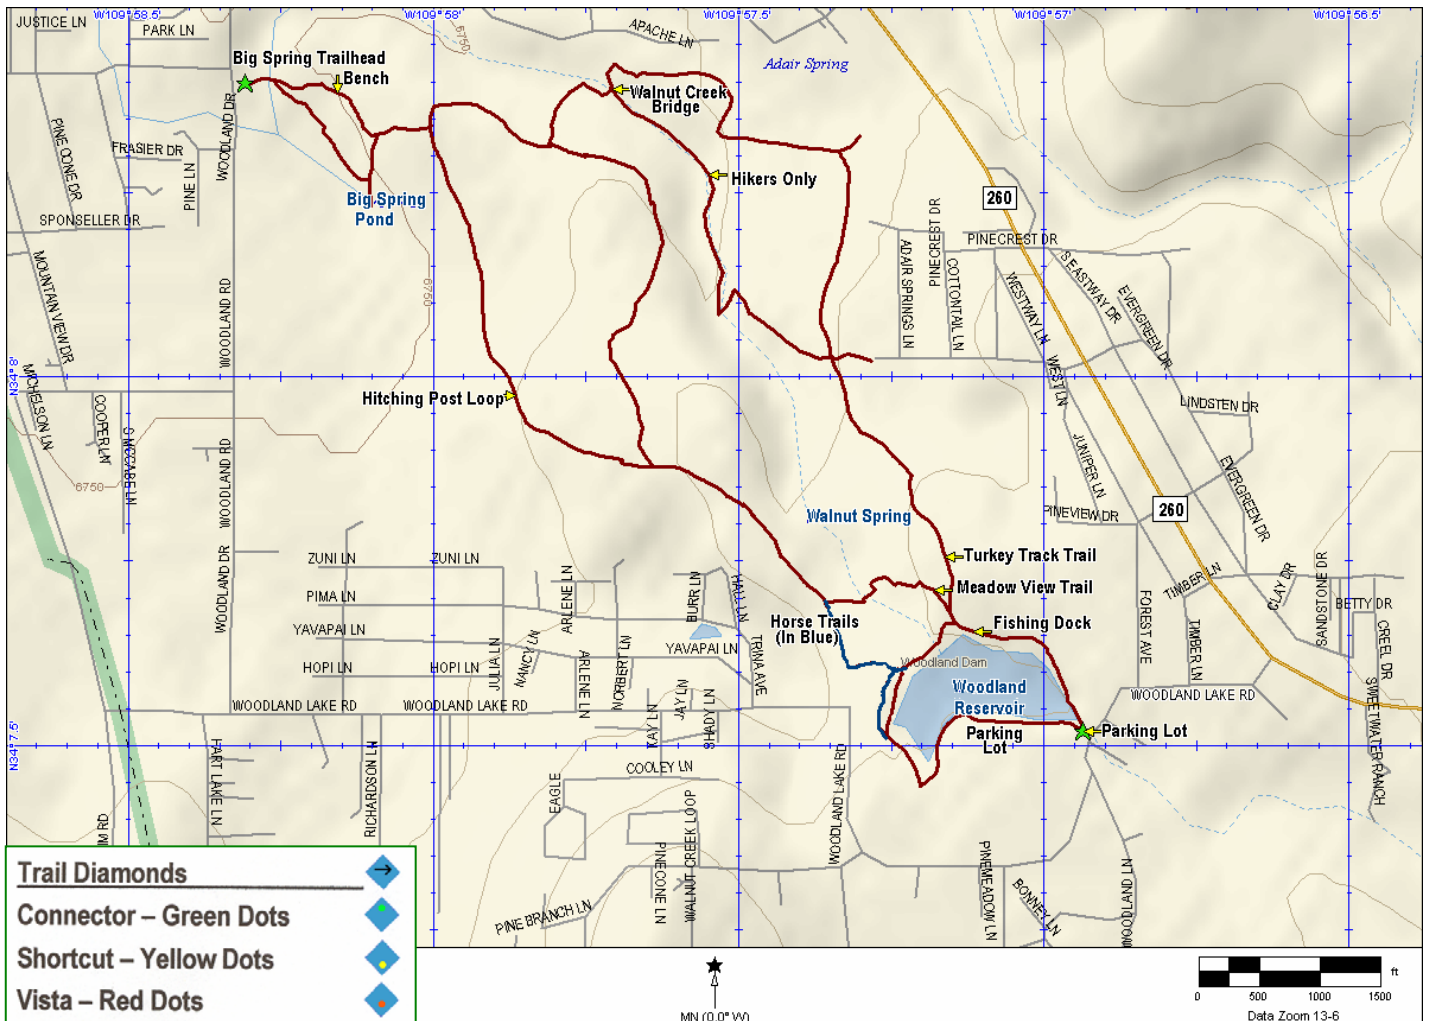 W109°58.5'
W109°58'
W109°57.5'
W109°57'
W109°56.5'
JUSTICE LN
PARK LN
6750
APACHE LN
Adair Spring
Big Spring Trailhead
Bench
Walnut Creek
Bridge
PINECONE DR
FRASIER DR
PINE LN
WOODLAND DR
Hikers Only
Big Spring
Pond
SPONSELLER DR
260
PINECREST DR
PINECREST DR
ADAIR SPRINGS LN
COTTONTAIL LN
WESTWAY LN
S EASTWAY DR
EVERGREEN DR
MOUNTAIN VIEW DR
WOODLAND RD
6750
N34°8'
MICHELSON LN
COOPER LN
S MCCABE LN
Hitching Post Loop
WEST LN
LINDSTEN DR
JUNIPER LN
EVERGREEN DR
6750
WOODLAND RD
Walnut Spring
PINEVIEW DR
260
ZUNI LN
ZUNI LN
Turkey Track Trail
Meadow View Trail
TIMBER LN
CLAY DR
SANDSTONE DR
BETTY DR
CREEL DR
WOODLAND DR
PIMA LN
ARLENE LN
BURR LN
HALL LN
Horse Trails
(In Blue)
Fishing Dock
FOREST AVE
TIMBER LN
YAVAPAI LN
YAVAPAI LN
HOPI LN
HOPI LN
JULIA LN
NANCY LN
ARLENE LN
NORBERT LN
TRINA AVE
Woodland Dam
Woodland
Reservoir
WOODLAND LAKE RD
WOODLAND LAKE RD
WOODLAND LAKE RD
KAY LN
JAY LN
SHADY LN
Parking
Lot
Parking Lot
SWEETWATER RANCH
N34°7.5'
HART LAKE LN
RICHARDSON LN
EAGLE
COOLEY LN
WOODLAND LAKE RD
IM RD
PINECONE LN
WALNUT CREEK LOOP
PINE BRANCH LN
PINEMEADOW LN
BONNEY LN
WOODLAND LN
Trail Diamonds
Connector – Green Dots
Shortcut – Yellow Dots
Vista – Red Dots
MN (0.0° W)
ft
0 500 1000 1500
Data Zoom 13-6